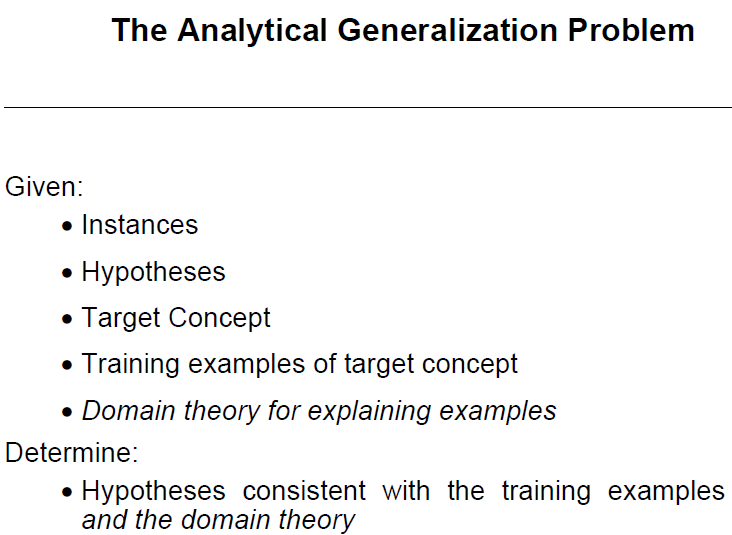 The Analytical Generalization Problem
Given:
• Instances
• Hypotheses
• Target Concept
• Training examples of target concept
• Domain theory for explaining examples
Determine:
• Hypotheses consistent with the training examples
and the domain theory